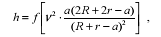 h = f[v² · a(2R + 2r − a) / (R + r − a)²] ,